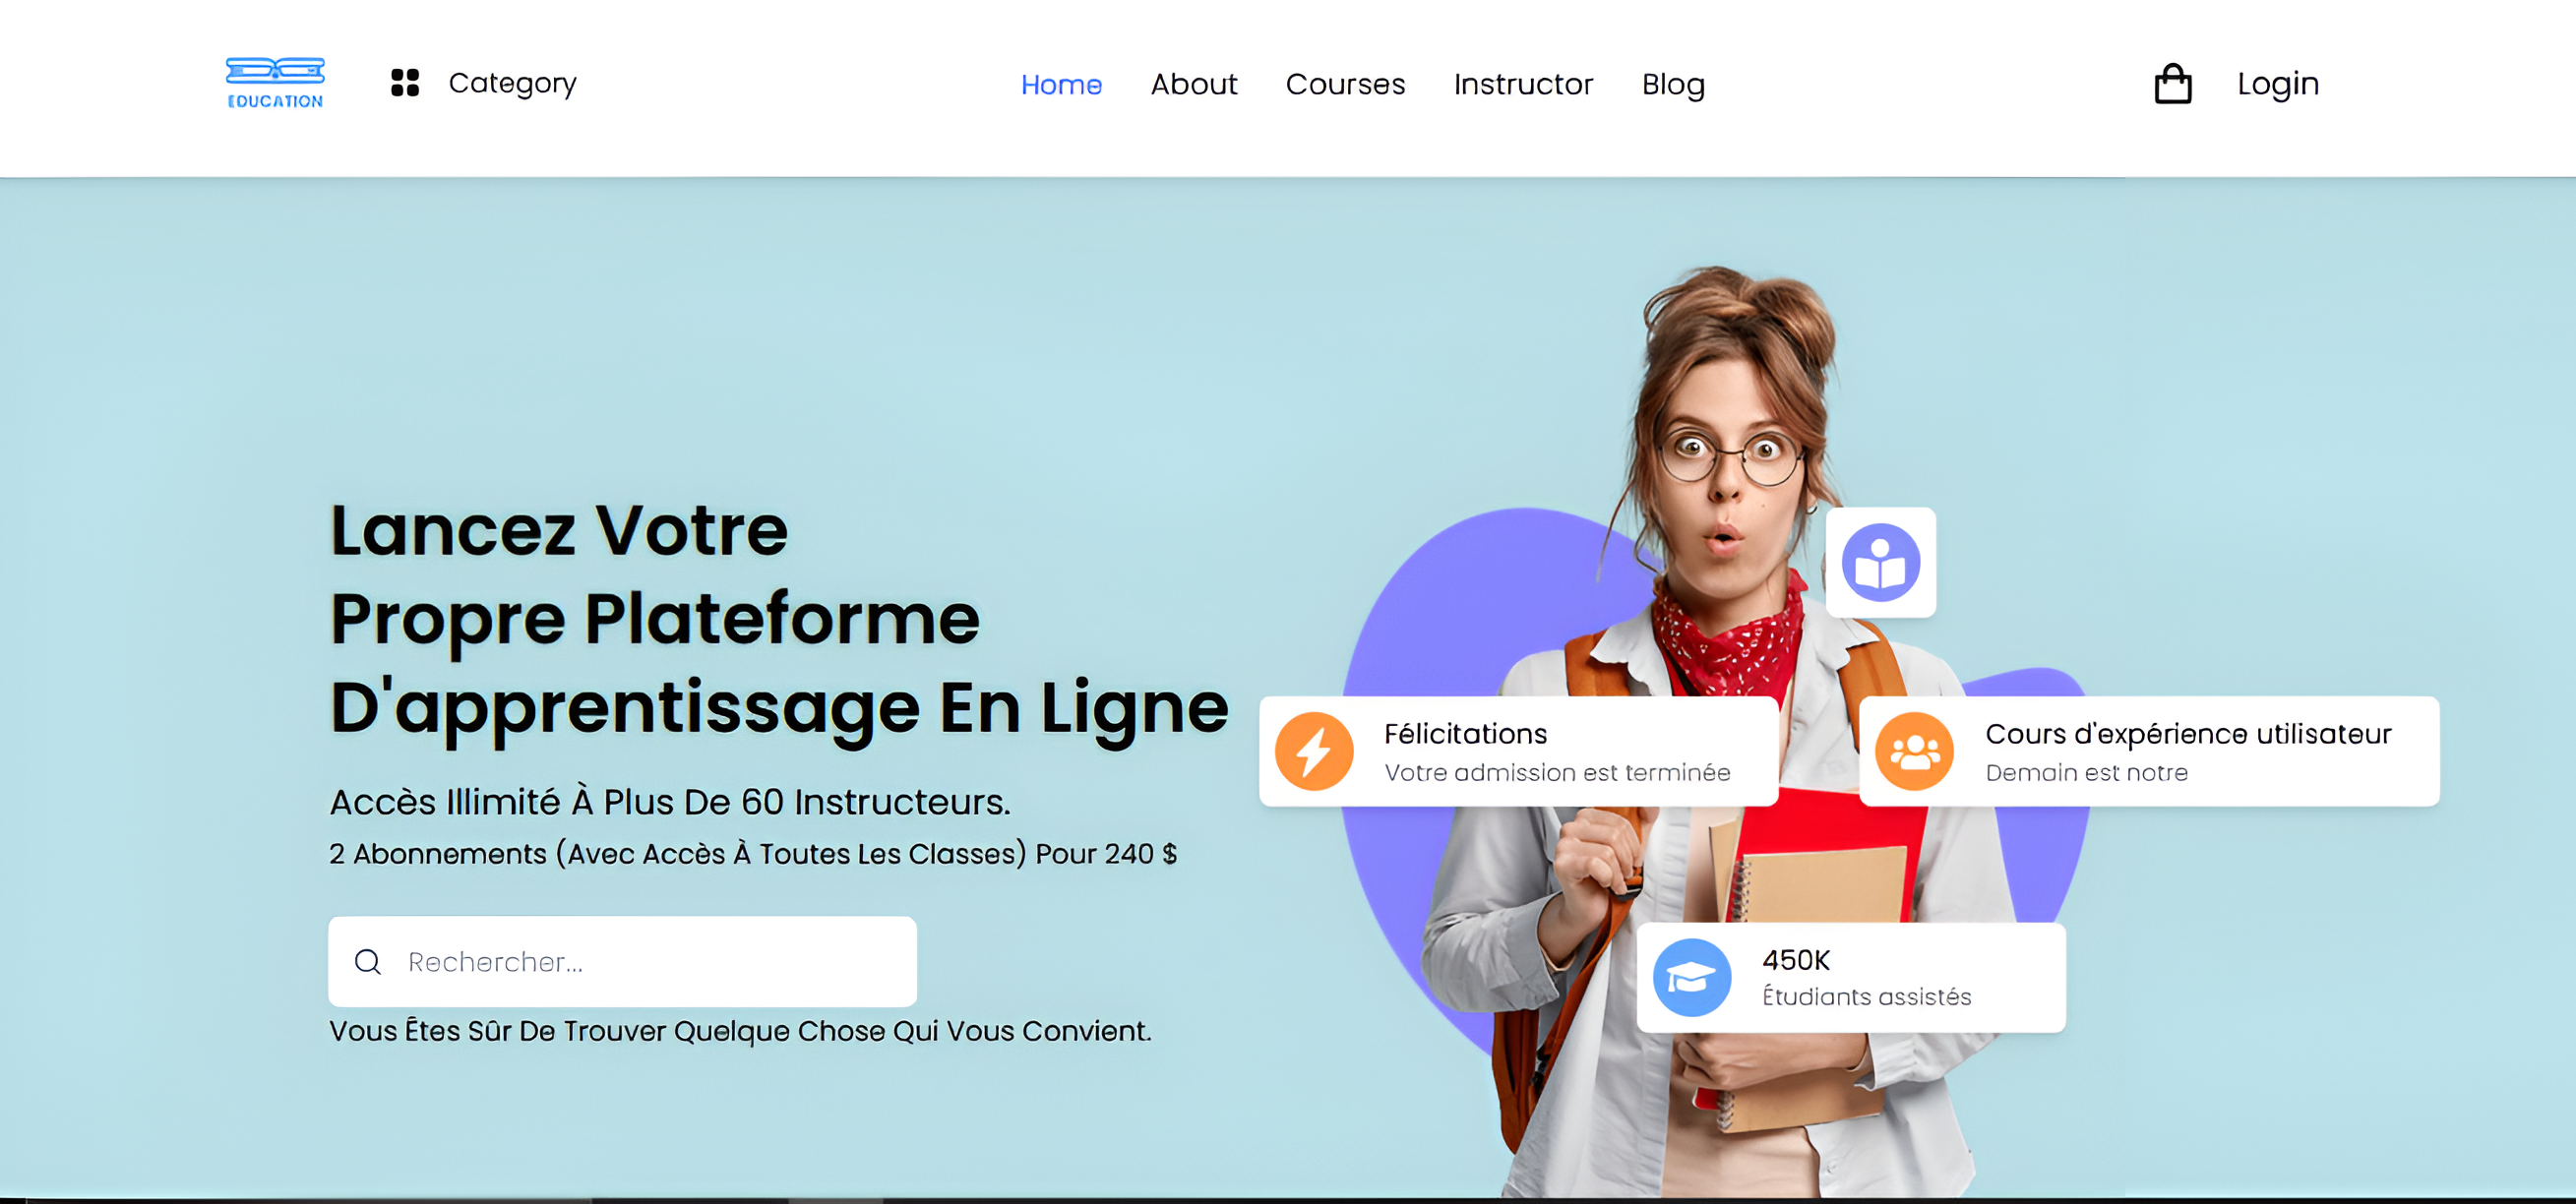 EDUCATION
Category
Home
About
Courses
Instructor
Blog
Login
Lancez Votre
Propre Plateforme
D'apprentissage En Ligne
Accès Illimité À Plus De 60 Instructeurs.
2 Abonnements (Avec Accès À Toutes Les Classes) Pour 240 $
Rechercher...
Vous Êtes Sûr De Trouver Quelque Chose Qui Vous Convient.
Félicitations
Votre admission est terminée
Cours d'expérience utilisateur
Demain est notre
450K
Étudiants assistés